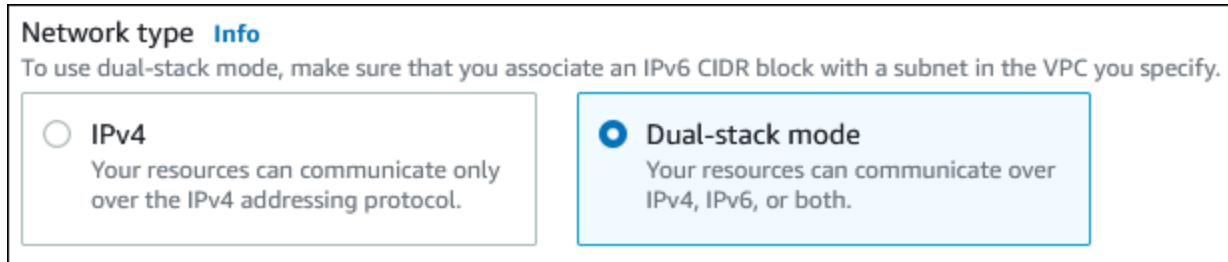 Network type Info
To use dual-stack mode, make sure that you associate an IPv6 CIDR block with a subnet in the VPC you specify.
IPv4
Your resources can communicate only
over the IPv4 addressing protocol.
Dual-stack mode
Your resources can communicate over
IPv4, IPv6, or both.